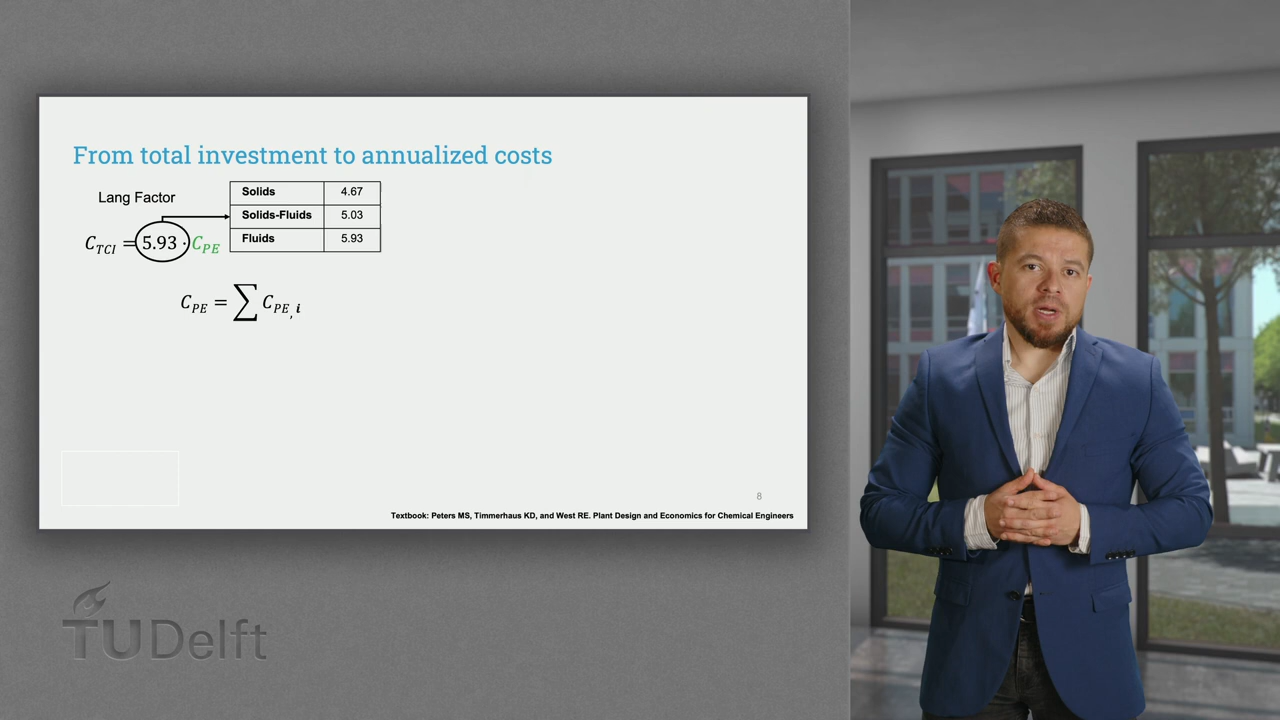 From total investment to annualized costs
Lang Factor
Solids 4.67
Solids-Fluids 5.03
Fluids 5.93
C_TCI = 5.93 · C_PE
C_PE = ∑ C_PE, i
8
Textbook: Peters MS, Timmerhaus KD, and West RE. Plant Design and Economics for Chemical Engineers
TUDelft